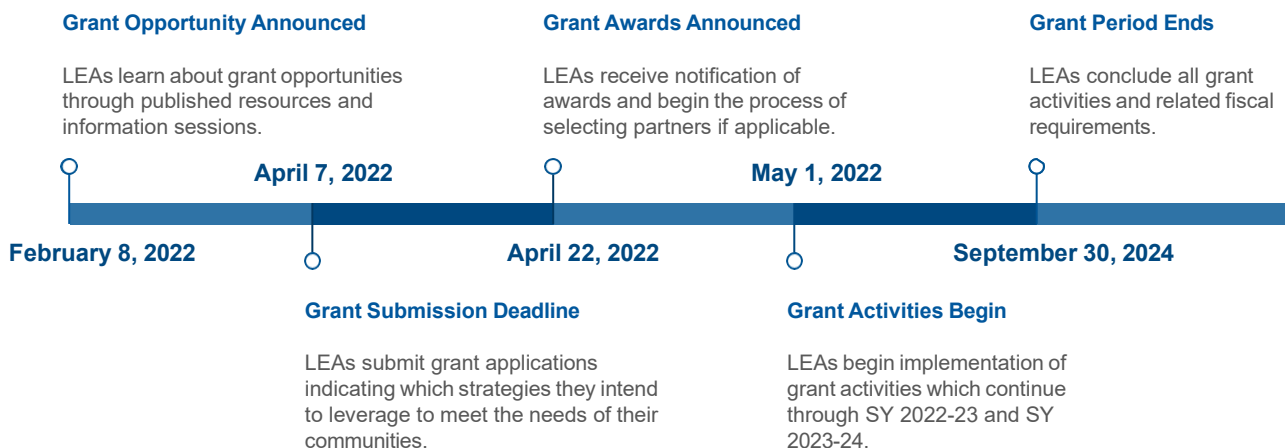 Grant Opportunity Announced
LEAs learn about grant opportunities
through published resources and
information sessions.
February 8, 2022
April 7, 2022
Grant Submission Deadline
LEAs submit grant applications
indicating which strategies they intend
to leverage to meet the needs of their
communities.
Grant Awards Announced
LEAs receive notification of
awards and begin the process of
selecting partners if applicable.
April 22, 2022
May 1, 2022
Grant Activities Begin
LEAs begin implementation of
grant activities which continue
through SY 2022-23 and SY
2023-24.
Grant Period Ends
LEAs conclude all grant
activities and related fiscal
requirements.
September 30, 2024